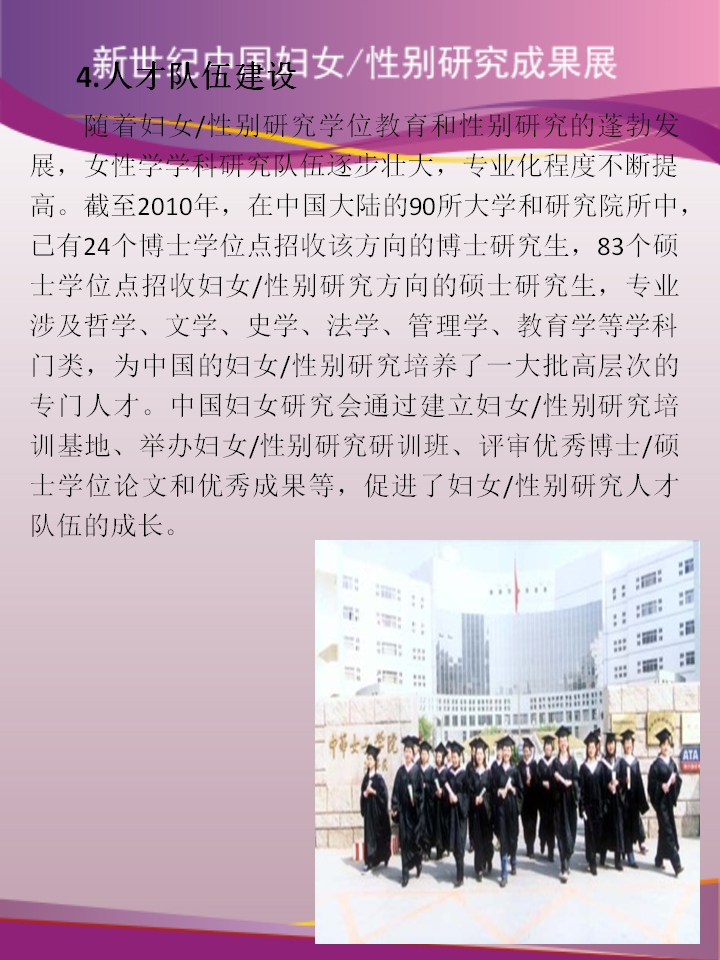 新世纪中国妇女/性别研究成果展
4.人才队伍建设
随着妇女/性别研究学位教育和性别研究的蓬勃发
展，女性学学科研究队伍逐步壮大，专业化程度不断提
高。截至2010年，在中国大陆的90所大学和研究院所中，
已有24个博士学位点招收该方向的博士研究生，83个硕
士学位点招收妇女/性别研究方向的硕士研究生，专业
涉及哲学、文学、史学、法学、管理学、教育学等学科
门类，为中国的妇女/性别研究培养了一大批高层次的
专门人才。中国妇女研究会通过建立妇女/性别研究培
训基地、举办妇女/性别研究研训班、评审优秀博士/硕
士学位论文和优秀成果等，促进了妇女/性别研究人才
队伍的成长。
中华女子学院
ATA